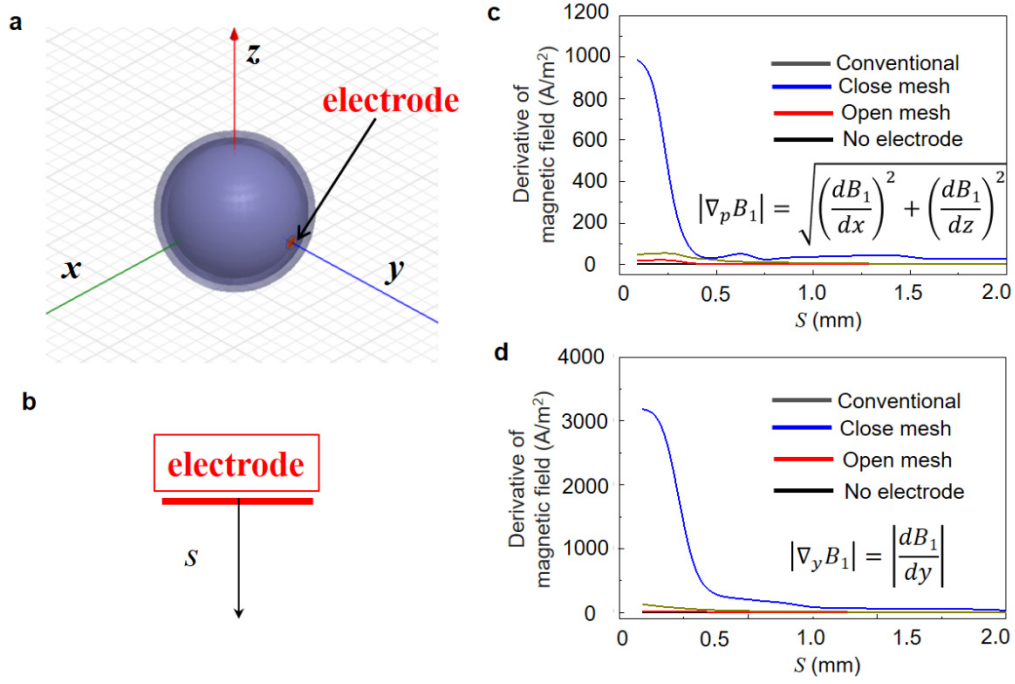 a
z
electrode
x
y
b
electrode
s
c
Derivative of
magnetic field (A/m²)
1200
1000
800
600
400
200
0
Conventional
Close mesh
Open mesh
No electrode
|∇ₚB₁| = √((dB₁/dx)² + (dB₁/dz)²)
0 0.5 1.0 1.5 2.0
S (mm)
d
Derivative of
magnetic field (A/m²)
4000
3000
2000
1000
0
Conventional
Close mesh
Open mesh
No electrode
|∇yB₁| = |dB₁/dy|
0 0.5 1.0 1.5 2.0
S (mm)